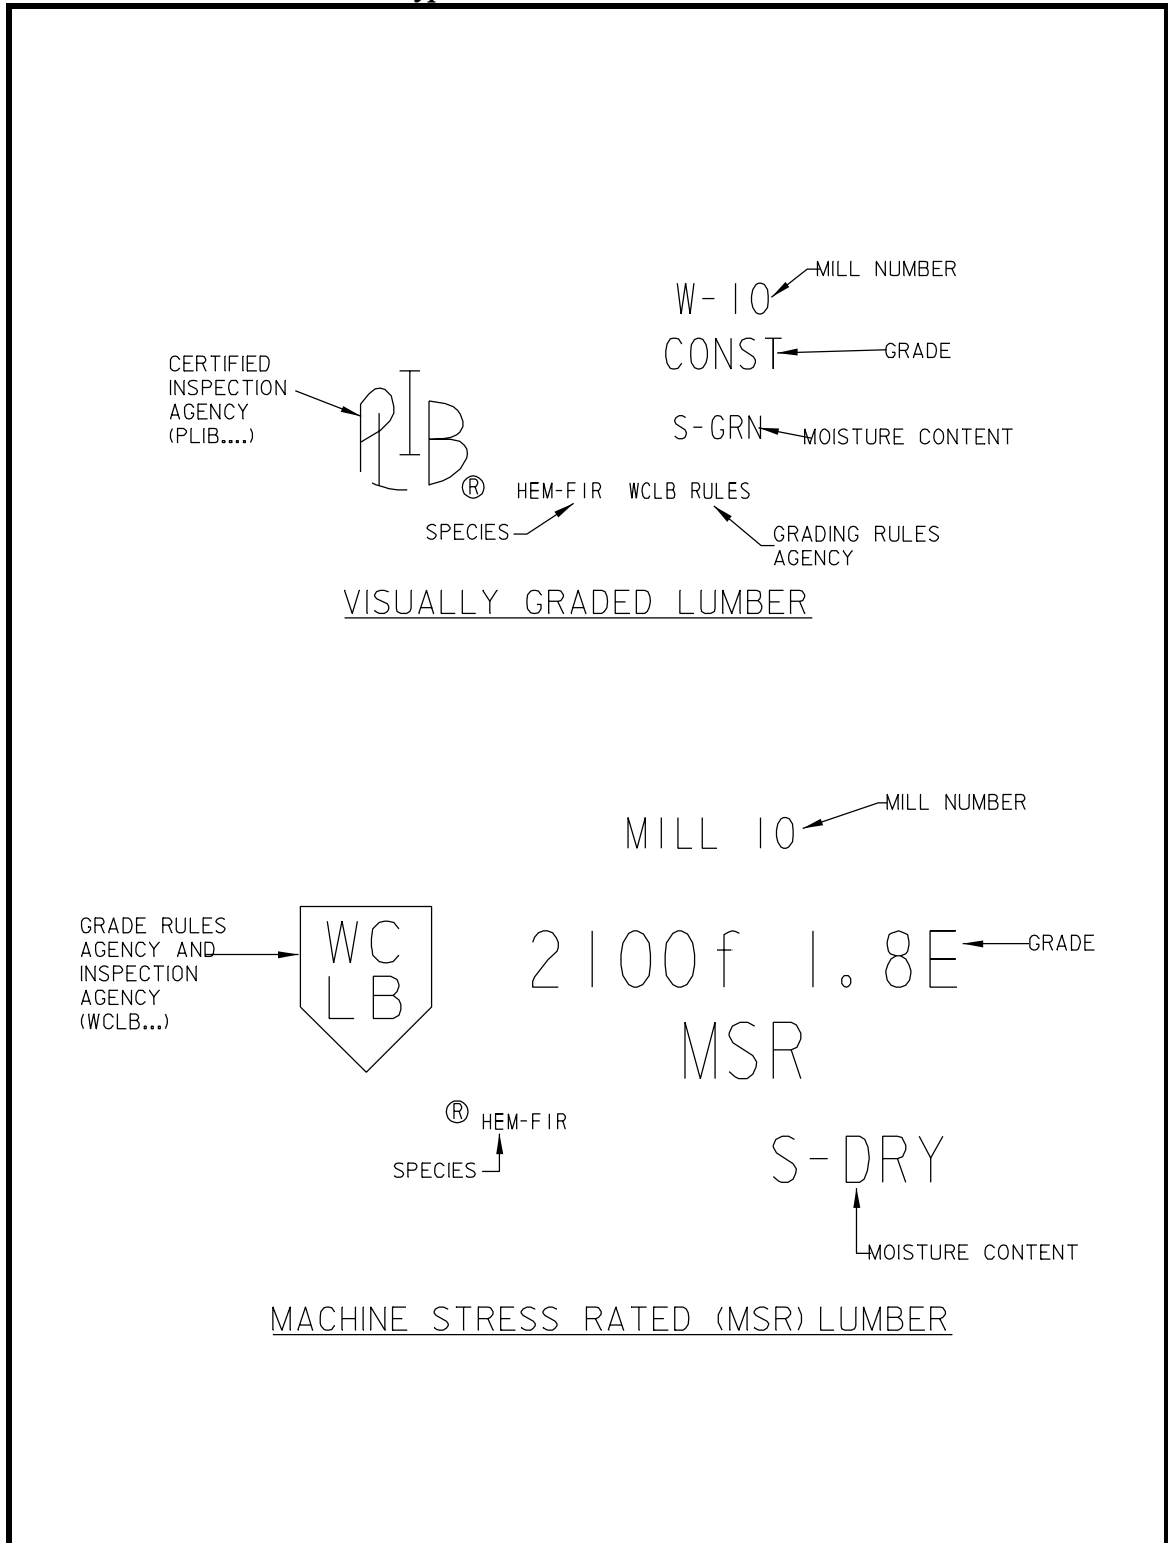 MILL NUMBER
W-10
CONST
GRADE
CERTIFIED
INSPECTION
AGENCY
(PLIB....)
PLIB
S-GRN
MOISTURE CONTENT
® HEM-FIR WCLB RULES
SPECIES
GRADING RULES
AGENCY
VISUALLY GRADED LUMBER
MILL NUMBER
MILL 10
GRADE RULES
AGENCY AND
INSPECTION
AGENCY
(WCLB...)
WC
LB
2100f 1.8E
GRADE
MSR
® HEM-FIR
SPECIES
S-DRY
MOISTURE CONTENT
MACHINE STRESS RATED (MSR) LUMBER